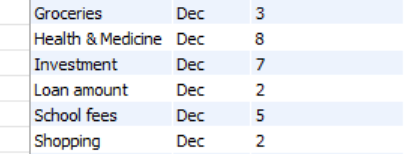 Groceries Dec 3
Health & Medicine Dec 8
Investment Dec 7
Loan amount Dec 2
School fees Dec 5
Shopping Dec 2